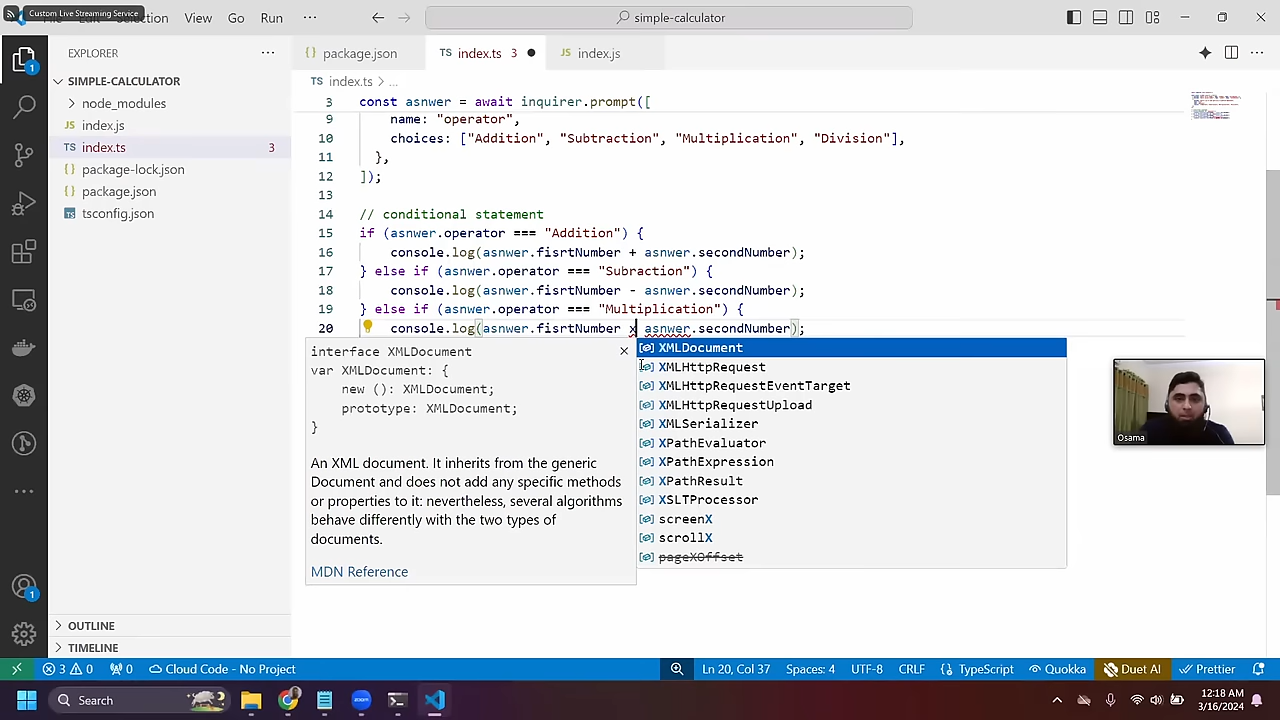 Custom Live Streaming Service
Selection View Go Run ··· simple-calculator
EXPLORER ···
SIMPLE-CALCULATOR
node_modules
JS index.js
TS index.ts 3
{} package-lock.json
{} package.json
TS tsconfig.json
OUTLINE
TIMELINE
1
1
{} package.json
TS index.ts 3
JS index.js
TS index.ts > ...
3 const asnwer = await inquirer.prompt([
9 name: "operator",
10 choices: ["Addition", "Subtraction", "Multiplication", "Division"],
11 },
12 ]);
13
14 // conditional statement
15 if (asnwer.operator === "Addition") {
16 console.log(asnwer.fisrtNumber + asnwer.secondNumber);
17 } else if (asnwer.operator === "Subraction") {
18 console.log(asnwer.fisrtNumber - asnwer.secondNumber);
19 } else if (asnwer.operator === "Multiplication") {
20 console.log(asnwer.fisrtNumber x asnwer.secondNumber);
interface XMLDocument
var XMLDocument: {
new (): XMLDocument;
prototype: XMLDocument;
}
An XML document. It inherits from the generic
Document and does not add any specific methods
or properties to it: nevertheless, several algorithms
behave differently with the two types of
documents.
MDN Reference
XMLDocument
XMLHttpRequest
XMLHttpRequestEventTarget
XMLHttpRequestUpload
XMLSerializer
XPathEvaluator
XPathExpression
XPathResult
XSLTProcessor
screenX
scrollX
pageXOffset
Osama
3 0 0 Cloud Code - No Project Ln 20, Col 37 Spaces: 4 UTF-8 CRLF {} TypeScript Quokka Duet AI Prettier
Search zoom 12:18 AM
3/16/2024